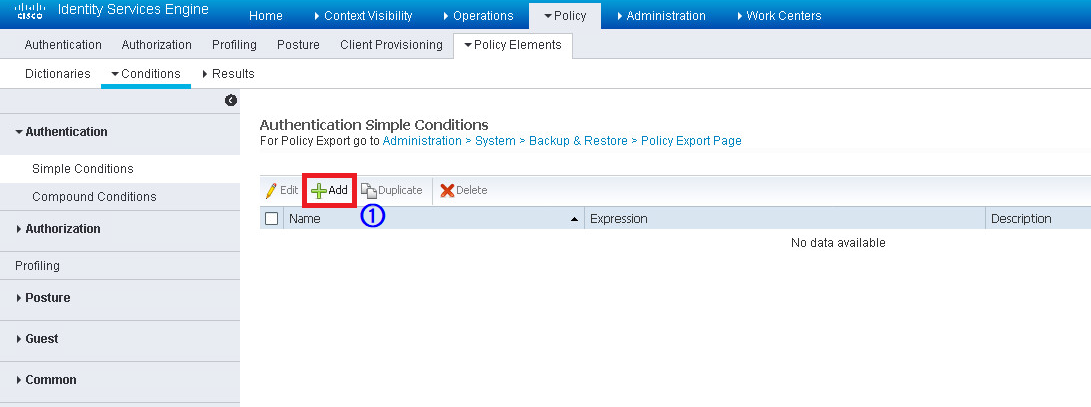 cisco Identity Services Engine Home Context Visibility Operations Policy Administration Work Centers
Authentication Authorization Profiling Posture Client Provisioning Policy Elements
Dictionaries Conditions Results
Authentication
Simple Conditions
Compound Conditions
Authorization
Profiling
Posture
Guest
Common
Authentication Simple Conditions
For Policy Export go to Administration > System > Backup & Restore > Policy Export Page
Edit Add Duplicate Delete
1
Name Expression Description
No data available